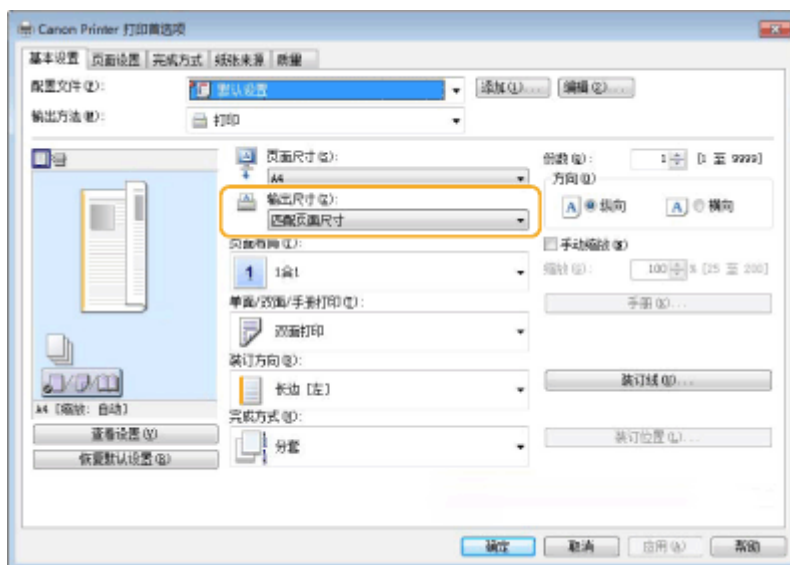 Canon Printer 打印首选项
基本设置 页面设置 完成方式 纸张来源 质量
配置文件(F): 默认设置 添加(1)... 编辑(2)...
输出方法(M): 打印
页面尺寸(S):
A4
输出尺寸(Z):
匹配页面尺寸
页面布局(L):
1 1合1
单面/双面/手册打印(T):
双面打印
装订方向(B):
长边 [左]
完成方式(H):
分套
A4 [缩放: 自动]
查看设置(V)
恢复默认设置(R)
份数(C): 1 [1 至 9999]
方向(O)
A 纵向 A 横向
手动缩放(N)
缩放(G): 100 % [25 至 200]
手册(K)...
装订线(U)...
装订位置(L)...
确定 取消 应用(A) 帮助